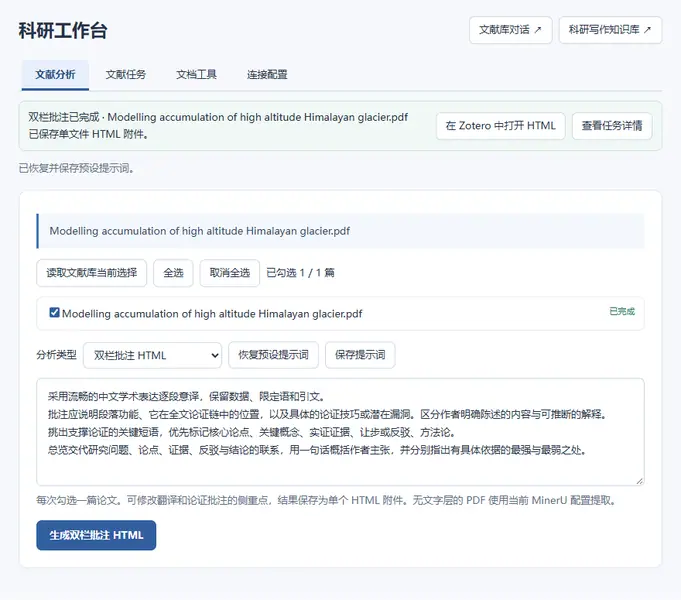 科研工作台
文献库对话 ↗
科研写作知识库 ↗
文献分析
文献任务
文档工具
连接配置
双栏批注已完成 · Modelling accumulation of high altitude Himalayan glacier.pdf
已保存单文件 HTML 附件。
在 Zotero 中打开 HTML
查看任务详情
已恢复并保存预设提示词。
Modelling accumulation of high altitude Himalayan glacier.pdf
读取文献库当前选择
全选
取消全选
已勾选 1 / 1 篇
Modelling accumulation of high altitude Himalayan glacier.pdf
已完成
分析类型
双栏批注 HTML
恢复预设提示词
保存提示词
采用流畅的中文学术表达逐段意译，保留数据、限定语和引文。
批注应说明段落功能、它在全文论证链中的位置，以及具体的论证技巧或潜在漏洞。区分作者明确陈述的内容与可推断的解释。
挑出支撑论证的关键短语，优先标记核心论点、关键概念、实证证据、让步或反驳、方法论。
总览交代研究问题、论点、证据、反驳与结论的联系，用一句话概括作者主张，并分别指出有具体依据的最强与最弱之处。
每次勾选一篇论文。可修改翻译和论证批注的侧重点，结果保存为单个 HTML 附件。无文字层的 PDF 使用当前 MinerU 配置提取。
生成双栏批注 HTML